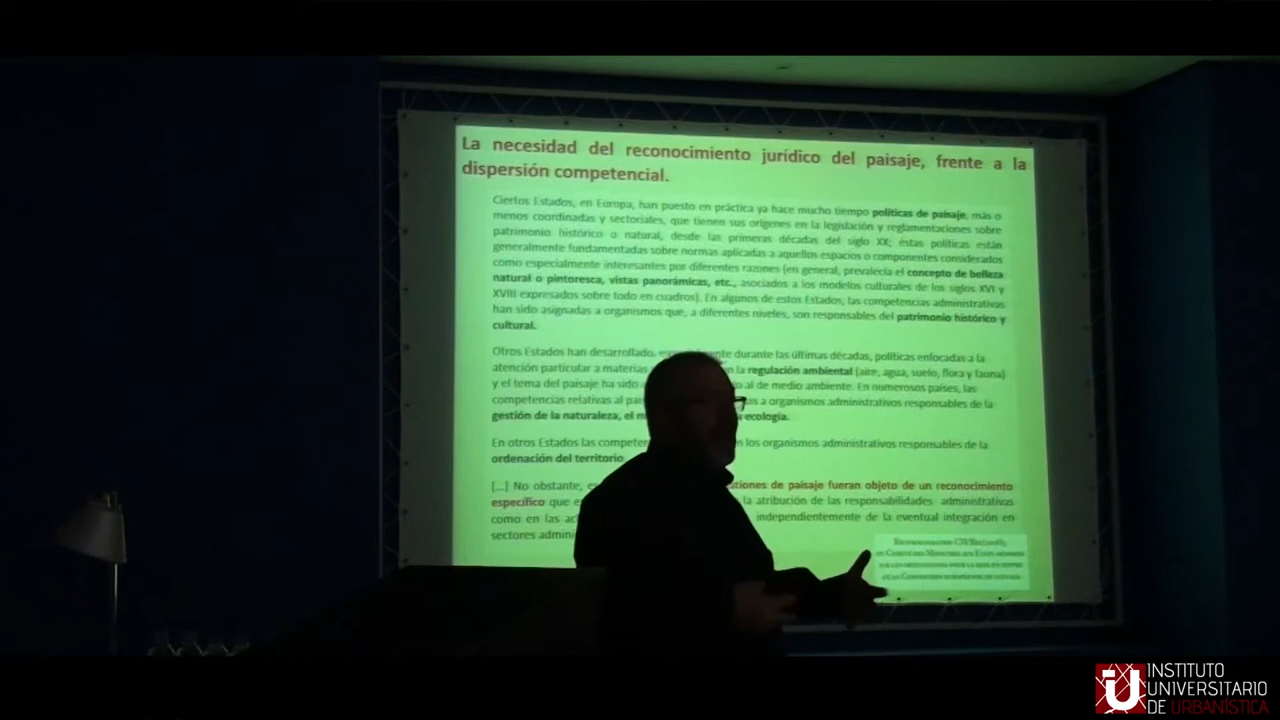 La necesidad del reconocimiento jurídico del paisaje, frente a la
dispersión competencial.
Ciertos Estados, en Europa, han puesto en práctica ya hace mucho tiempo políticas de paisaje, más o
menos coordinadas y sectoriales, que tienen sus orígenes en la legislación y reglamentaciones sobre
patrimonio histórico o natural, desde las primeras décadas del siglo XX; éstas políticas están
generalmente fundamentadas sobre normas aplicadas a aquellos espacios o componentes considerados
como especialmente interesantes por diferentes razones (en general, prevalecía el concepto de belleza
natural o pintoresca, vistas panorámicas, etc., asociados a los modelos culturales de los siglos XVI y
XVIII expresados sobre todo en cuadros). En algunos de estos Estados, las competencias administrativas
han sido asignadas a organismos que, a diferentes niveles, son responsables del patrimonio histórico y
cultural.
Otros Estados han desarrollado, durante las últimas décadas, políticas enfocadas a la
atención particular a materias la regulación ambiental (aire, agua, suelo, flora y fauna)
y el tema del paisaje ha sido al de medio ambiente. En numerosos países, las
competencias relativas al a organismos administrativos responsables de la
gestión de la naturaleza, el ecología.
En otros Estados las los organismos administrativos responsables de la
ordenación del territorio
[...] No obstante, de paisaje fueran objeto de un reconocimiento
específico que la atribución de las responsabilidades administrativas
como en las independientemente de la eventual integración en
sectores
INSTITUTO
UNIVERSITARIO
DE URBANÍSTICA